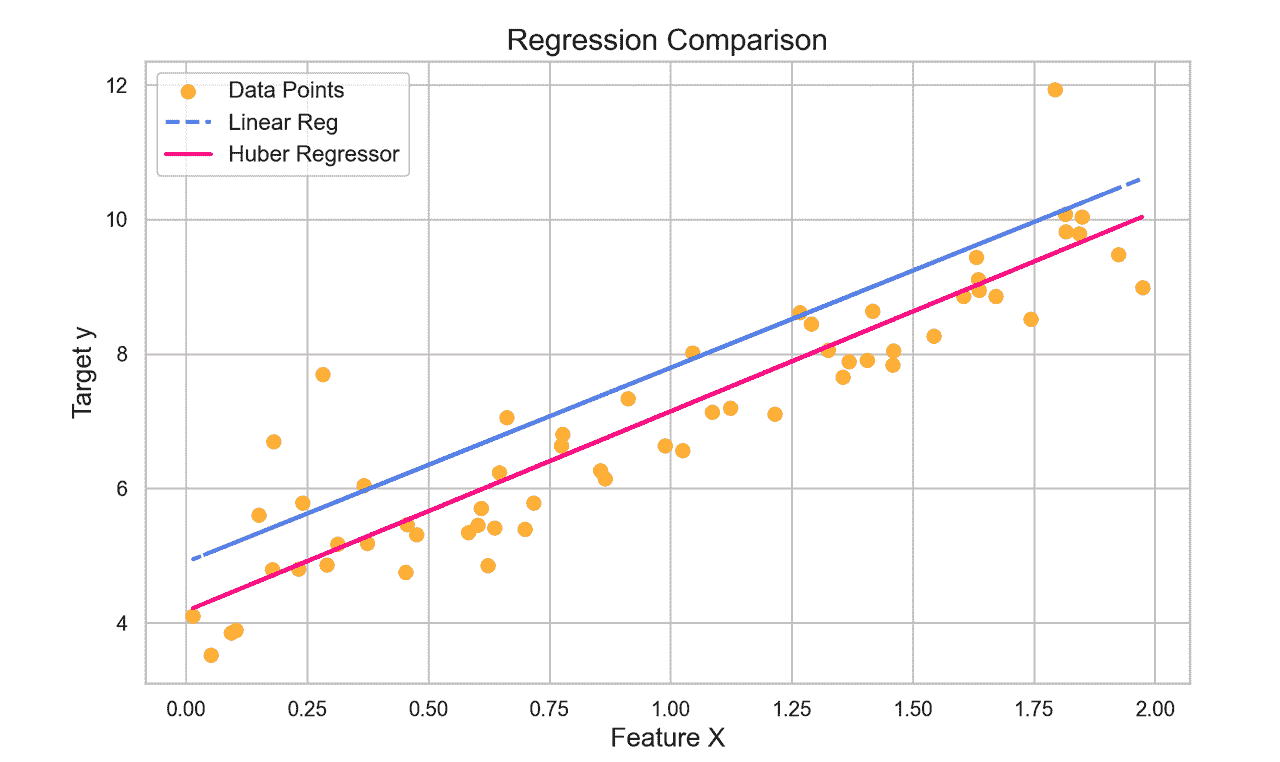 Regression Comparison
Data Points
Linear Reg
Huber Regressor
Target y
12
10
8
6
4
0.00 0.25 0.50 0.75 1.00 1.25 1.50 1.75 2.00
Feature X